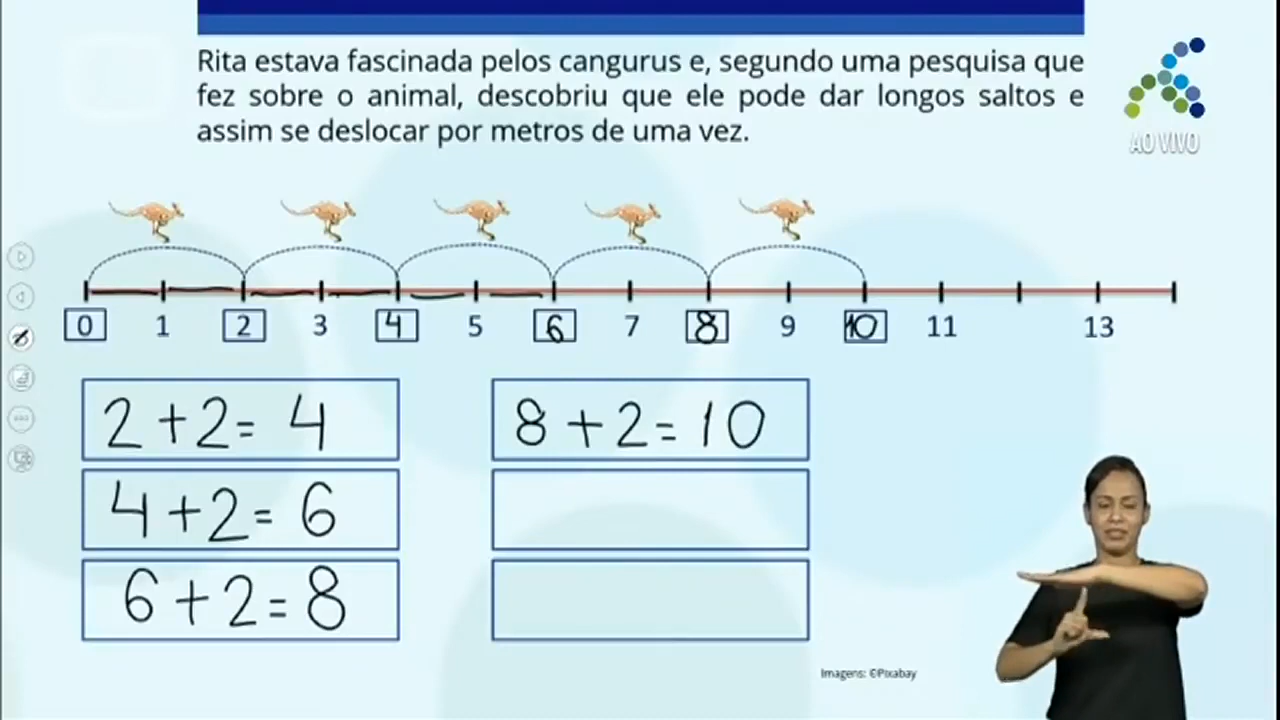 Rita estava fascinada pelos cangurus e, segundo uma pesquisa que
fez sobre o animal, descobriu que ele pode dar longos saltos e
assim se deslocar por metros de uma vez.
AO VIVO
0 1 2 3 4 5 6 7 8 9 10 11 13
2+2= 4
4+2= 6
6+2=8
8+2=10
Imagens: ©Pixabay